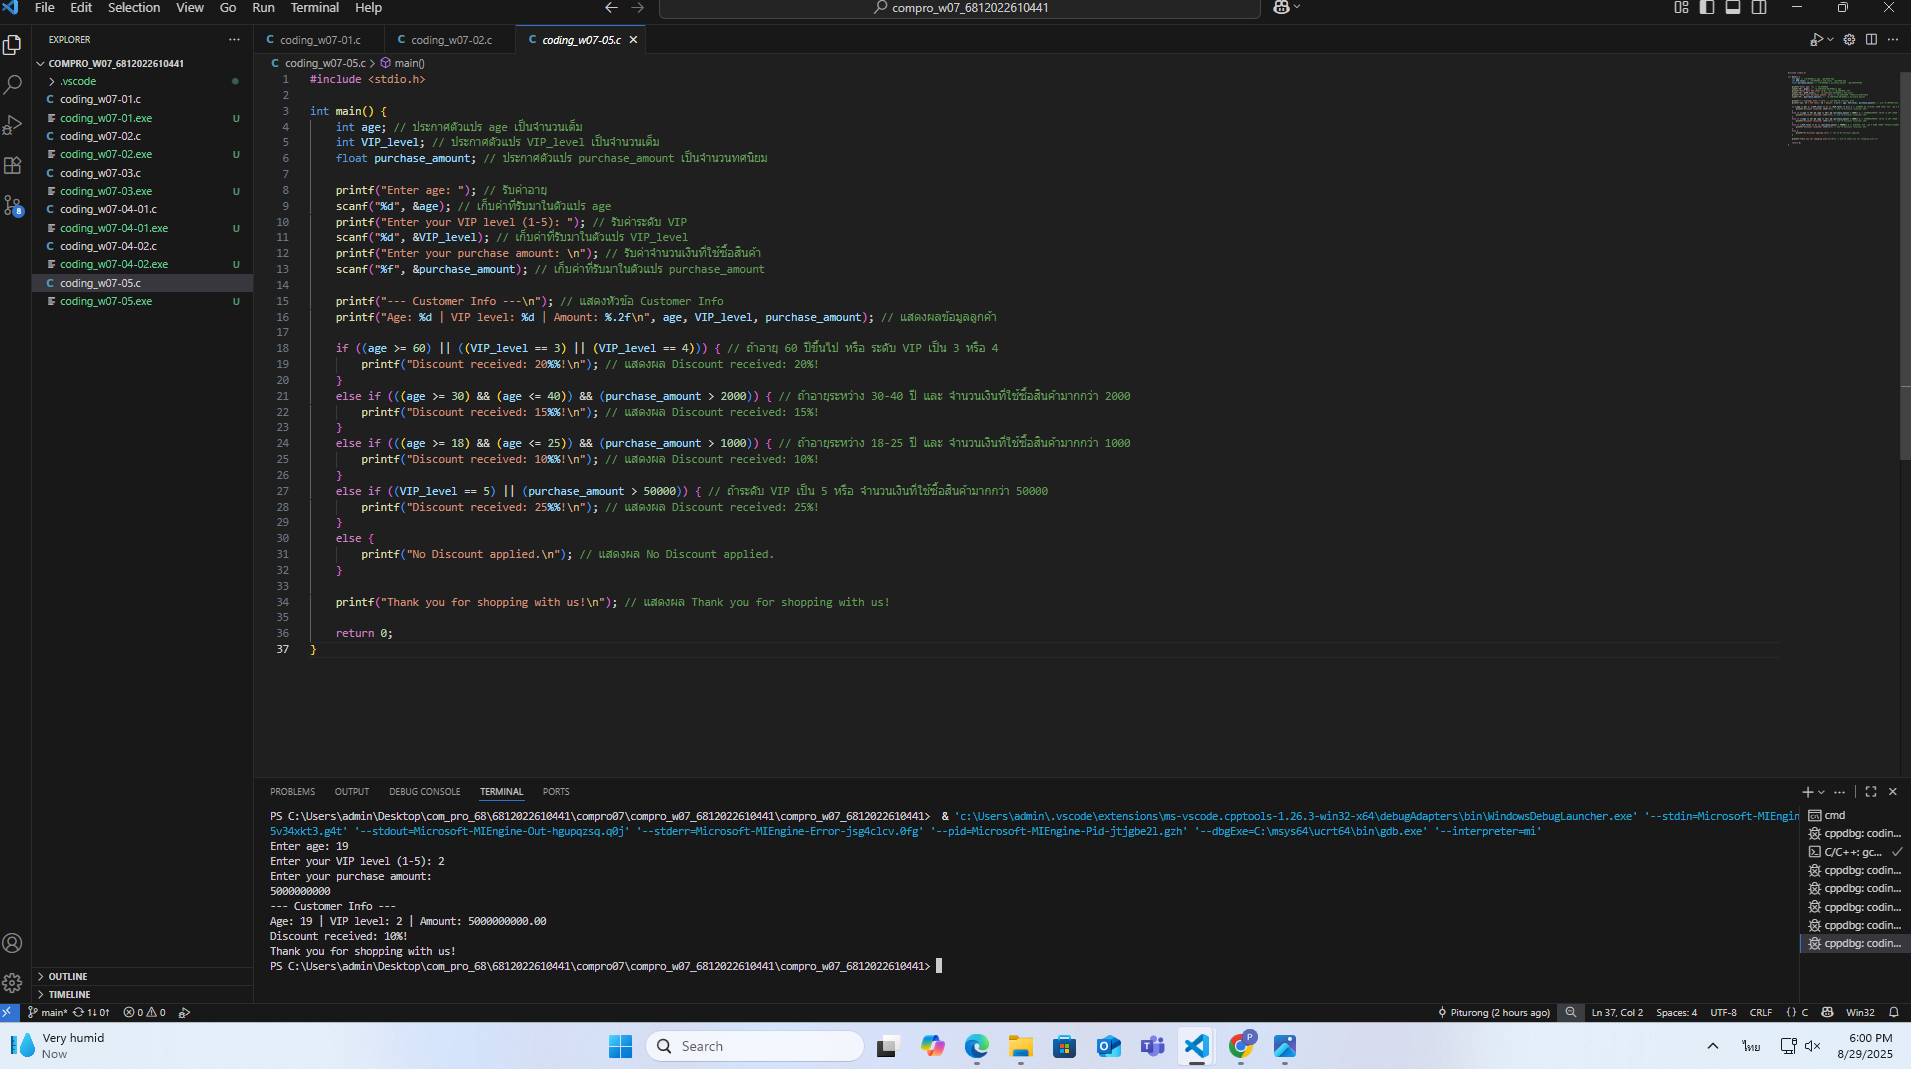 File Edit Selection View Go Run Terminal Help
compro_w07_6812022610441
EXPLORER
COMPRO_W07_6812022610441
.vscode
C coding_w07-01.c
coding_w07-01.exe U
C coding_w07-02.c
coding_w07-02.exe U
C coding_w07-03.c
coding_w07-03.exe U
C coding_w07-04-01.c
coding_w07-04-01.exe U
C coding_w07-04-02.c
coding_w07-04-02.exe U
C coding_w07-05.c
coding_w07-05.exe U
OUTLINE
TIMELINE
C coding_w07-01.c C coding_w07-02.c C coding_w07-05.c
C coding_w07-05.c > main()
1 #include <stdio.h>
2
3 int main() {
4 int age; // ประกาศตัวแปร age เป็นจำนวนเต็ม
5 int VIP_level; // ประกาศตัวแปร VIP_level เป็นจำนวนเต็ม
6 float purchase_amount; // ประกาศตัวแปร purchase_amount เป็นจำนวนทศนิยม
7
8 printf("Enter age: "); // รับค่าอายุ
9 scanf("%d", &age); // เก็บค่าที่รับมาในตัวแปร age
10 printf("Enter your VIP level (1-5): "); // รับค่าระดับ VIP
11 scanf("%d", &VIP_level); // เก็บค่าที่รับมาในตัวแปร VIP_level
12 printf("Enter your purchase amount: \n"); // รับค่าจำนวนเงินที่ใช้ซื้อสินค้า
13 scanf("%f", &purchase_amount); // เก็บค่าที่รับมาในตัวแปร purchase_amount
14
15 printf("--- Customer Info ---\n"); // แสดงหัวข้อ Customer Info
16 printf("Age: %d | VIP level: %d | Amount: %.2f\n", age, VIP_level, purchase_amount); // แสดงผลข้อมูลลูกค้า
17
18 if ((age >= 60) || ((VIP_level == 3) || (VIP_level == 4))) { // ถ้าอายุ 60 ปีขึ้นไป หรือ ระดับ VIP เป็น 3 หรือ 4
19 printf("Discount received: 20%%!\n"); // แสดงผล Discount received: 20%!
20 }
21 else if (((age >= 30) && (age <= 40)) && (purchase_amount > 2000)) { // ถ้าอายุระหว่าง 30-40 ปี และ จำนวนเงินที่ใช้ซื้อสินค้ามากกว่า 2000
22 printf("Discount received: 15%%!\n"); // แสดงผล Discount received: 15%!
23 }
24 else if (((age >= 18) && (age <= 25)) && (purchase_amount > 1000)) { // ถ้าอายุระหว่าง 18-25 ปี และ จำนวนเงินที่ใช้ซื้อสินค้ามากกว่า 1000
25 printf("Discount received: 10%%!\n"); // แสดงผล Discount received: 10%!
26 }
27 else if ((VIP_level == 5) || (purchase_amount > 50000)) { // ถ้าระดับ VIP เป็น 5 หรือ จำนวนเงินที่ใช้ซื้อสินค้ามากกว่า 50000
28 printf("Discount received: 25%%!\n"); // แสดงผล Discount received: 25%!
29 }
30 else {
31 printf("No Discount applied.\n"); // แสดงผล No Discount applied.
32 }
33
34 printf("Thank you for shopping with us!\n"); // แสดงผล Thank you for shopping with us!
35
36 return 0;
37 }
PROBLEMS OUTPUT DEBUG CONSOLE TERMINAL PORTS
PS C:\Users\admin\Desktop\com_pro_68\6812022610441\compro07\compro_w07_6812022610441\compro_w07_6812022610441> & 'c:\Users\admin\.vscode\extensions\ms-vscode.cpptools-1.26.3-win32-x64\debugAdapters\bin\WindowsDebugLauncher.exe' '--stdin=Microsoft-MIEngin
5v34xkt3.g4t' '--stdout=Microsoft-MIEngine-Out-hgupqzsq.q0j' '--stderr=Microsoft-MIEngine-Error-jsg4clcv.0fg' '--pid=Microsoft-MIEngine-Pid-jtjgbe2l.gzh' '--dbgExe=C:\msys64\ucrt64\bin\gdb.exe' '--interpreter=mi'
Enter age: 19
Enter your VIP level (1-5): 2
Enter your purchase amount:
5000000000
--- Customer Info ---
Age: 19 | VIP level: 2 | Amount: 5000000000.00
Discount received: 10%!
Thank you for shopping with us!
PS C:\Users\admin\Desktop\com_pro_68\6812022610441\compro07\compro_w07_6812022610441\compro_w07_6812022610441>
cmd
cppdbg: codin...
C/C++: gc...
cppdbg: codin...
cppdbg: codin...
cppdbg: codin...
cppdbg: codin...
cppdbg: codin...
8
main* 1↓ 0↑ 0 0 Piturong (2 hours ago) Ln 37, Col 2 Spaces: 4 UTF-8 CRLF {} C Win32
Very humid
Now
Search
P
ไทย
6:00 PM
8/29/2025